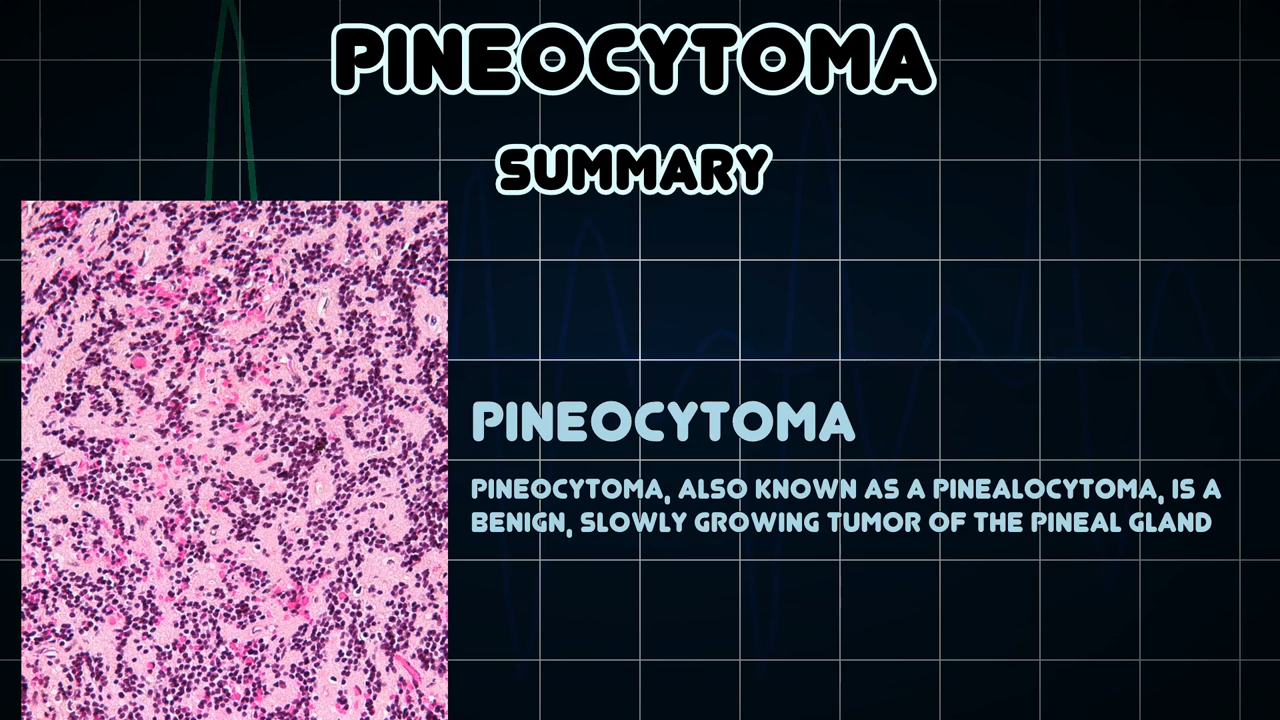 PINEOCYTOMA
SUMMARY
PINEOCYTOMA
PINEOCYTOMA, ALSO KNOWN AS A PINEALOCYTOMA, IS A
BENIGN, SLOWLY GROWING TUMOR OF THE PINEAL GLAND